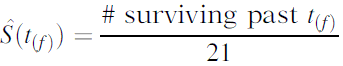 Ŝ(t(f)) = # surviving past t(f) / 21